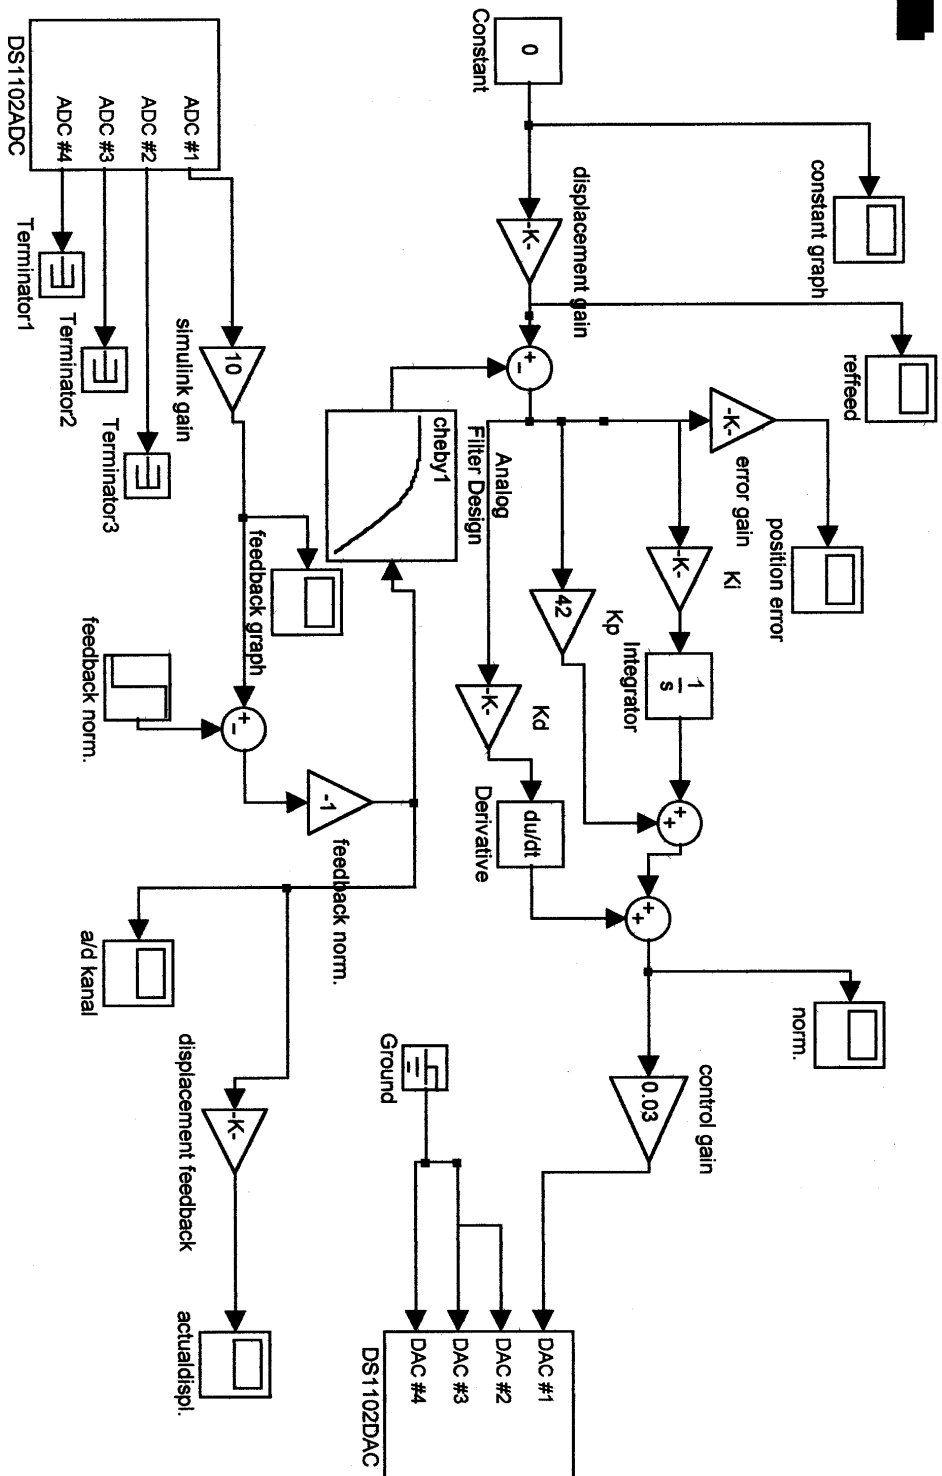 constant graph
reffeed
position error
norm.
0
Constant
displacement gain
-K-
+
-
-K-
error gain
-K-
Ki
1
s
Integrator
42
Kp
-K-
Kd
du/dt
Derivative
+
+
+
+
0.03
control gain
Analog
Filter Design
cheby1
Ground
DAC #1
DAC #2
DAC #3
DAC #4
DS1102DAC
ADC #1
ADC #2
ADC #3
ADC #4
DS1102ADC
10
simulink gain
feedback graph
+
-
feedback norm.
-1
feedback norm.
a/d kanal
-K-
displacement feedback
actualdispl.
Terminator3
Terminator2
Terminator1